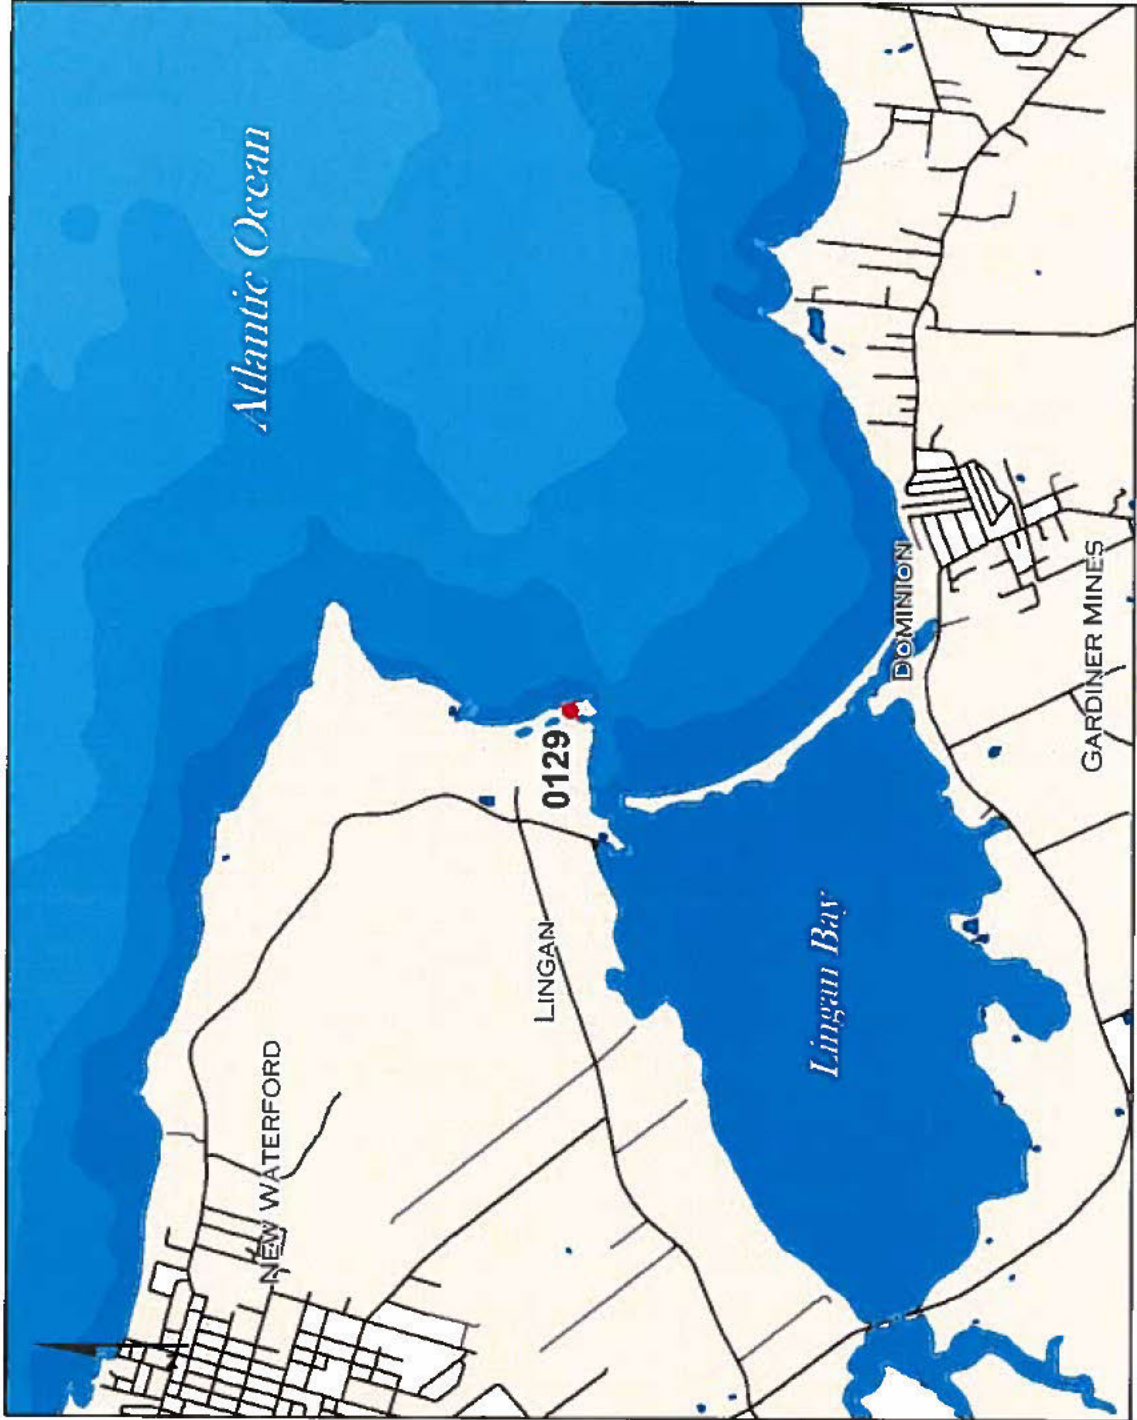 Atlantic Ocean
NEW WATERFORD
LINGAN
0129
Lingan Bay
DOMINION
GARDINER MINES